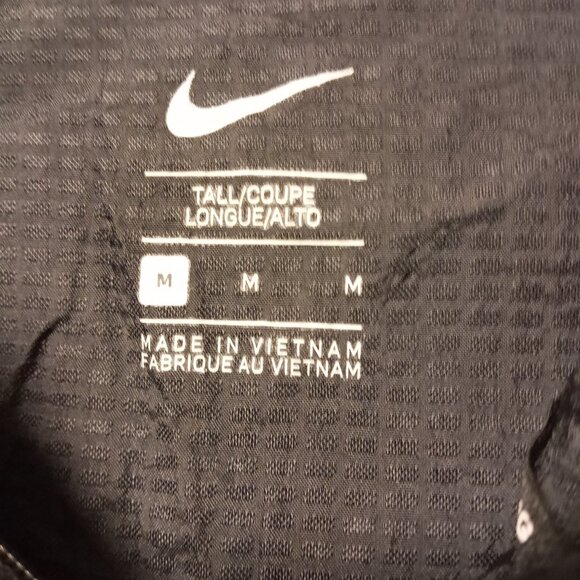 TALL/COUPE
LONGUE/ALTO
M M M
MADE IN VIETNAM
FABRIQUE AU VIETNAM